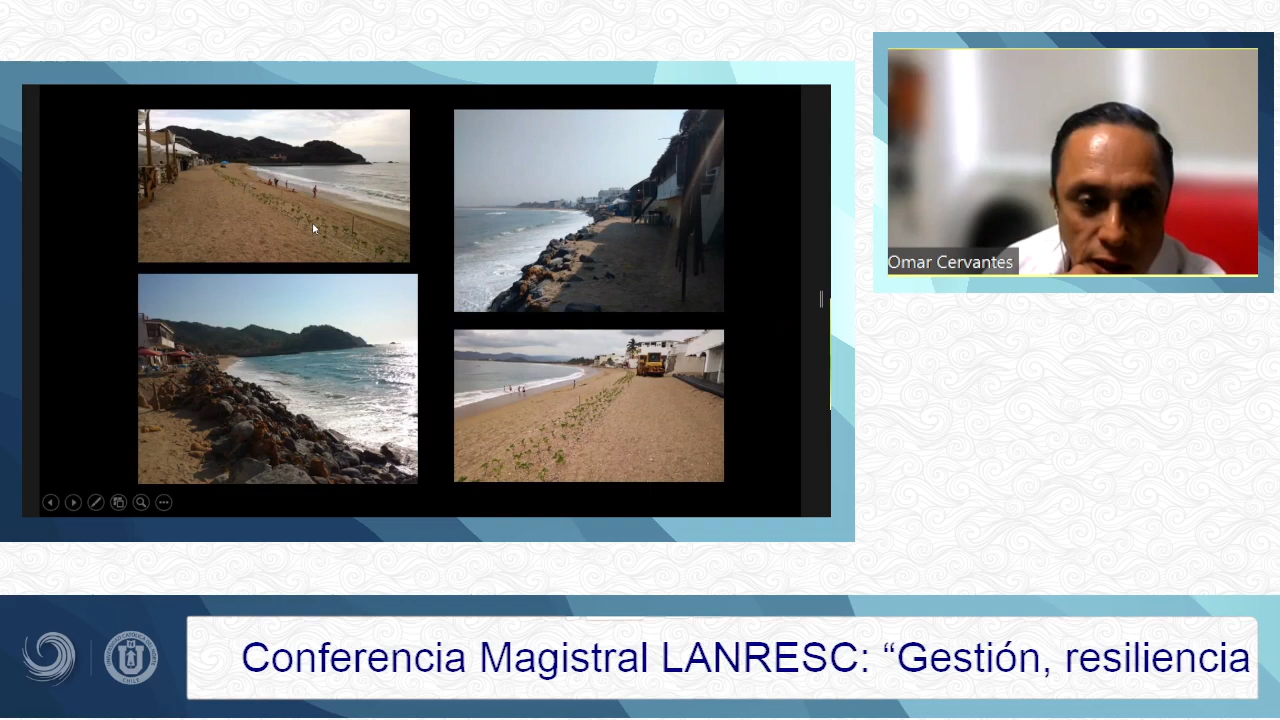 Omar Cervantes
Conferencia Magistral LANRESC: “Gestión, resiliencia